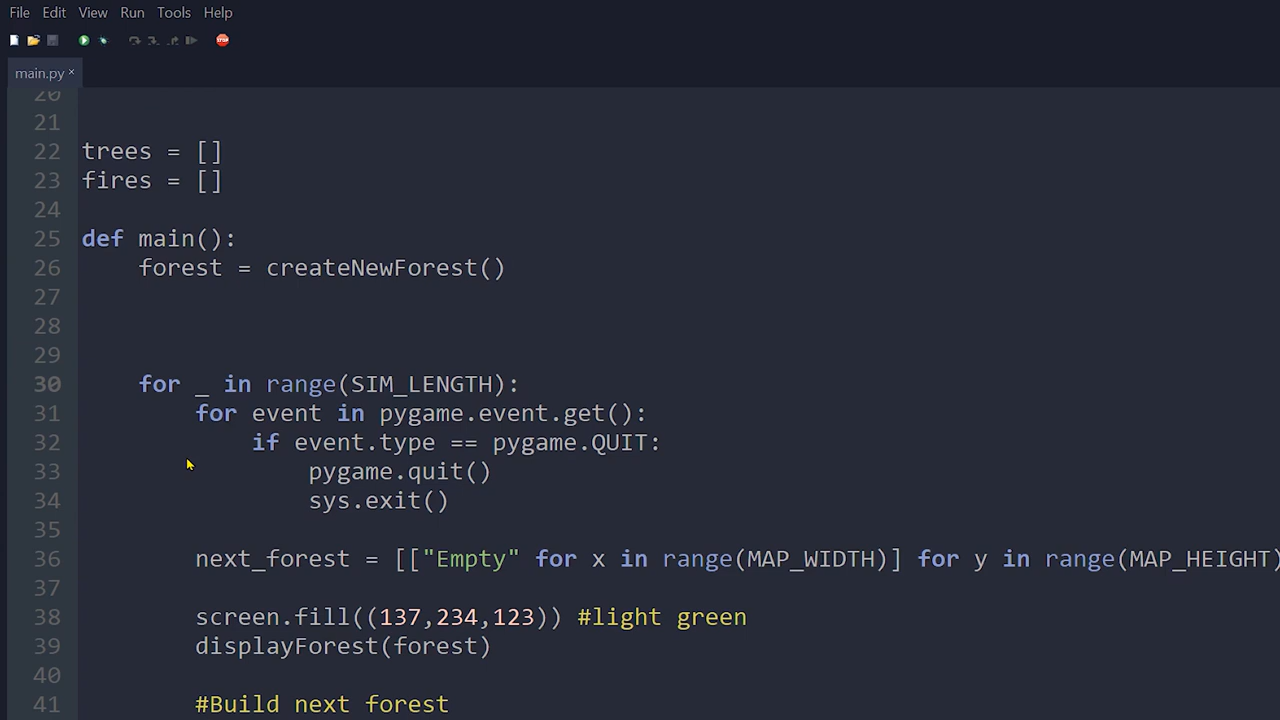 File Edit View Run Tools Help
STOP
main.py ×
20
21
22 trees = []
23 fires = []
24
25 def main():
26 forest = createNewForest()
27
28
29
30 for _ in range(SIM_LENGTH):
31 for event in pygame.event.get():
32 if event.type == pygame.QUIT:
33 pygame.quit()
34 sys.exit()
35
36 next_forest = [["Empty" for x in range(MAP_WIDTH)] for y in range(MAP_HEIGHT)
37
38 screen.fill((137,234,123)) #light green
39 displayForest(forest)
40
41 #Build next forest